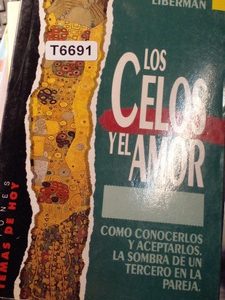 LIBERMAN
T6691
LOS
CELOS
Y EL
AMOR
COMO CONOCERLOS
Y ACEPTARLOS.
LA SOMBRA DE UN
TERCERO EN LA
PAREJA.
IONES
TEMAS DE HOY